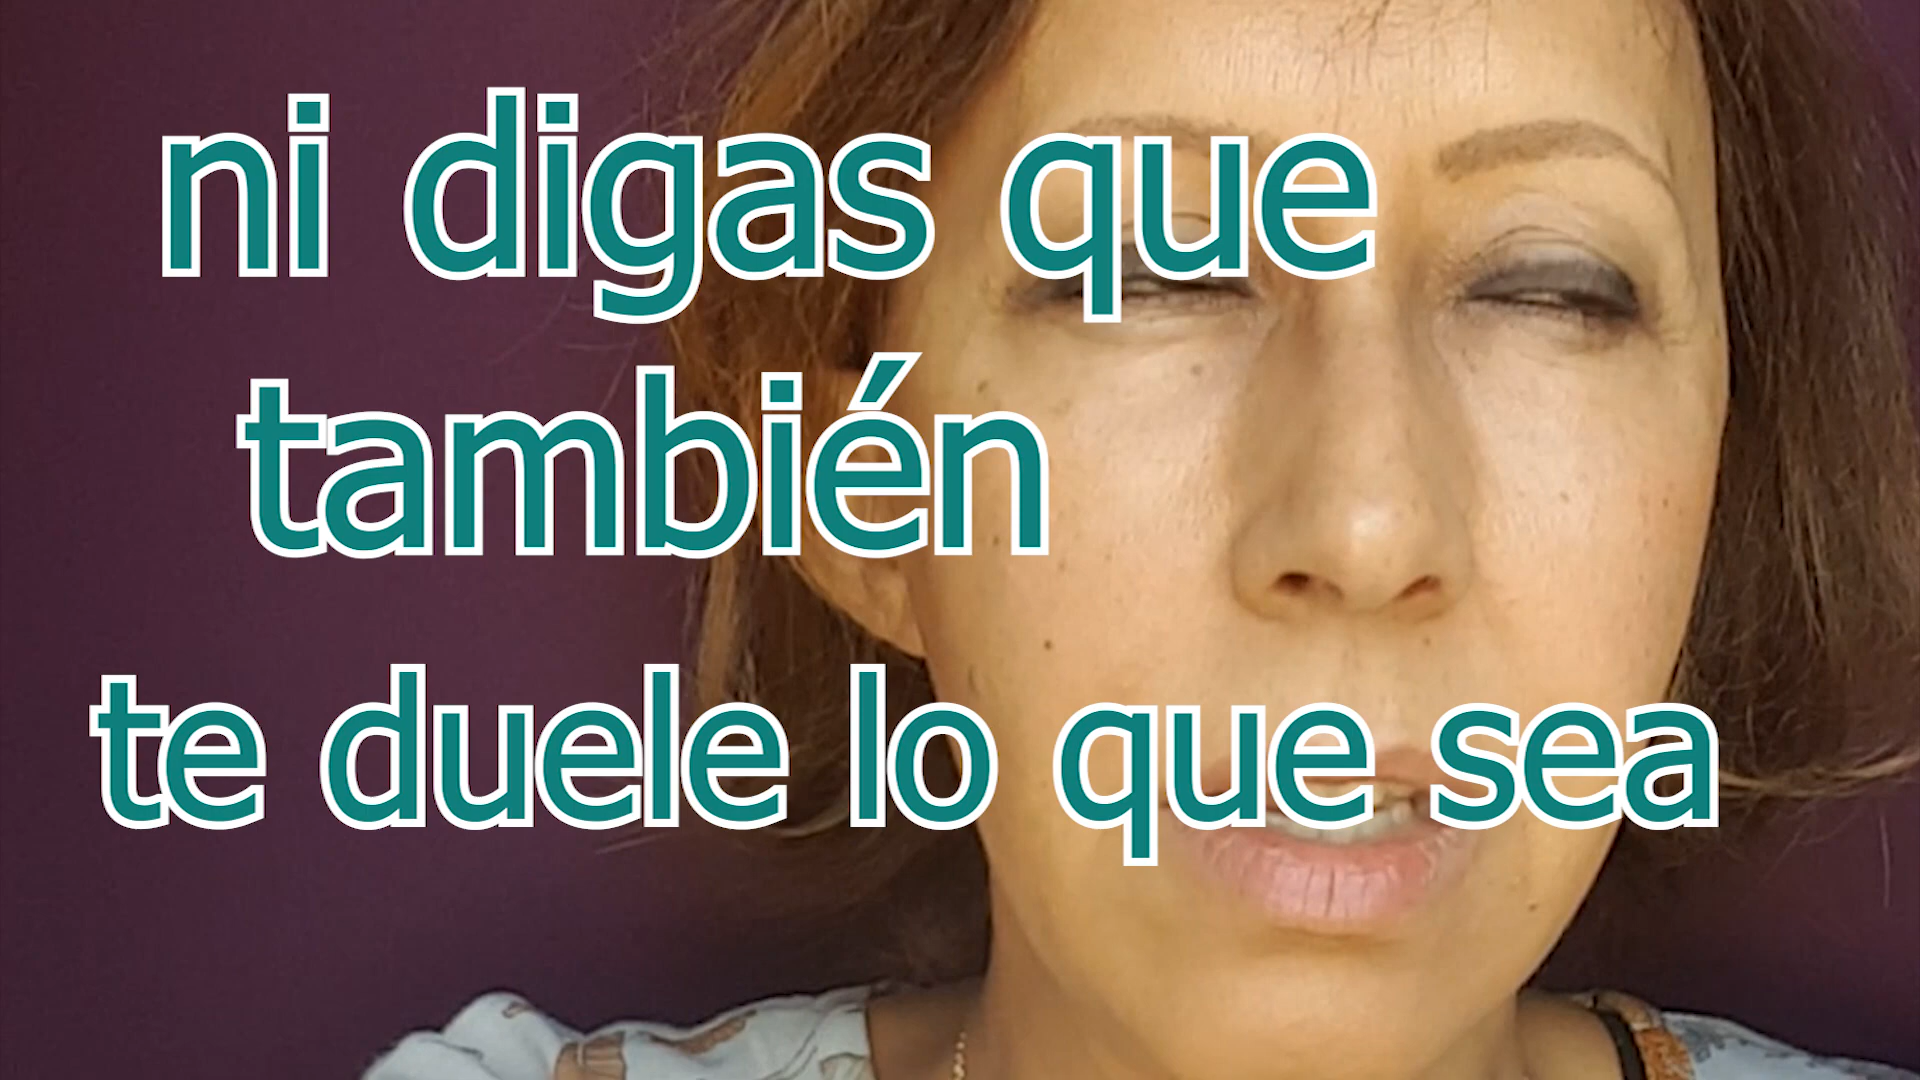 ni digas que
también
te duele lo que sea